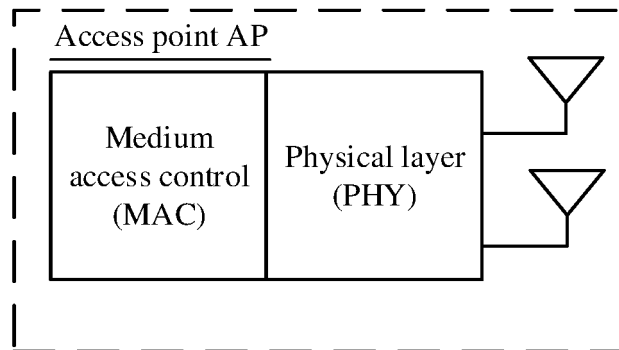 Access point AP
Medium
access control
(MAC)
Physical layer
(PHY)